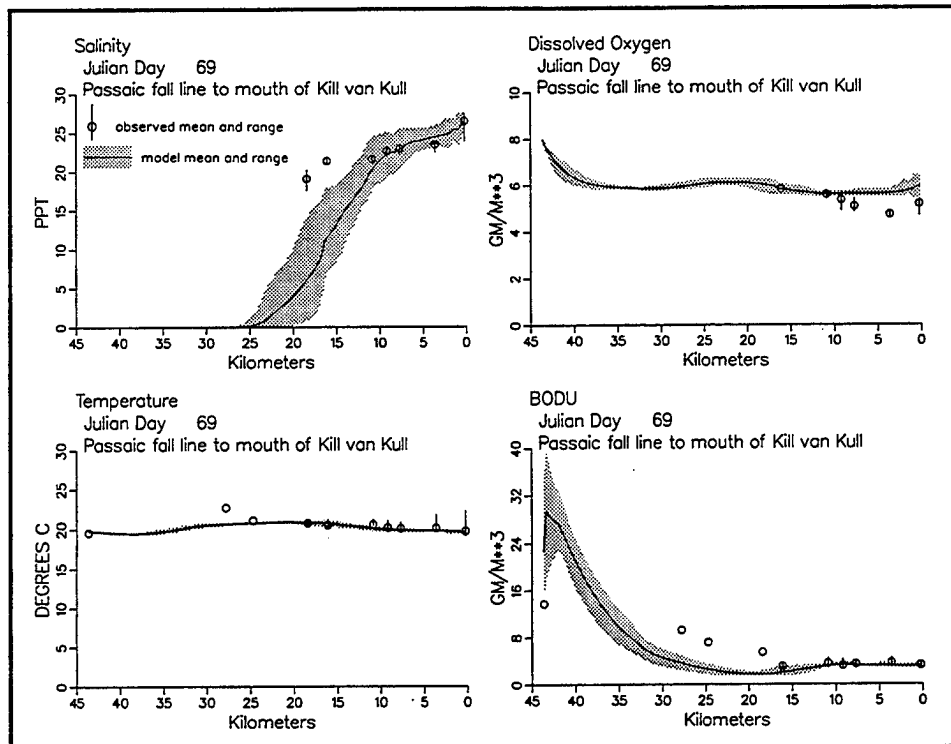 Salinity
Julian Day 69
Passaic fall line to mouth of Kill van Kull
observed mean and range
model mean and range
PPT
0 5 10 15 20 25 30
45 40 35 30 25 20 15 10 5 0
Kilometers
Dissolved Oxygen
Julian Day 69
Passaic fall line to mouth of Kill van Kull
GM/M**3
0 2 4 6 8 10
45 40 35 30 25 20 15 10 5 0
Kilometers
Temperature
Julian Day 69
Passaic fall line to mouth of Kill van Kull
DEGREES C
0 5 10 15 20 25 30
45 40 35 30 25 20 15 10 5 0
Kilometers
BODU
Julian Day 69
Passaic fall line to mouth of Kill van Kull
GM/M**3
0 8 16 24 32 40
45 40 35 30 25 20 15 10 5 0
Kilometers